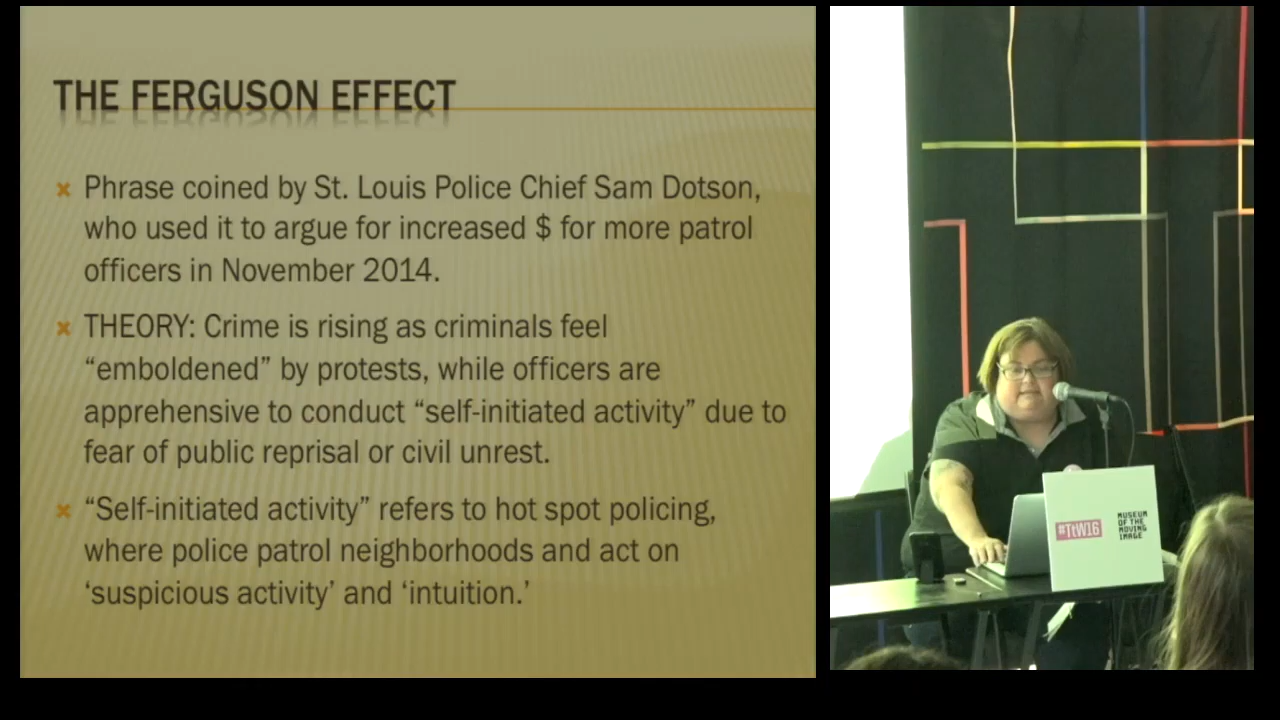 THE FERGUSON EFFECT
Phrase coined by St. Louis Police Chief Sam Dotson,
who used it to argue for increased $ for more patrol
officers in November 2014.
THEORY: Crime is rising as criminals feel
“emboldened” by protests, while officers are
apprehensive to conduct “self-initiated activity” due to
fear of public reprisal or civil unrest.
“Self-initiated activity” refers to hot spot policing,
where police patrol neighborhoods and act on
‘suspicious activity’ and ‘intuition.’
#TtW16
MUSEUM
OF THE
MOVING
IMAGE